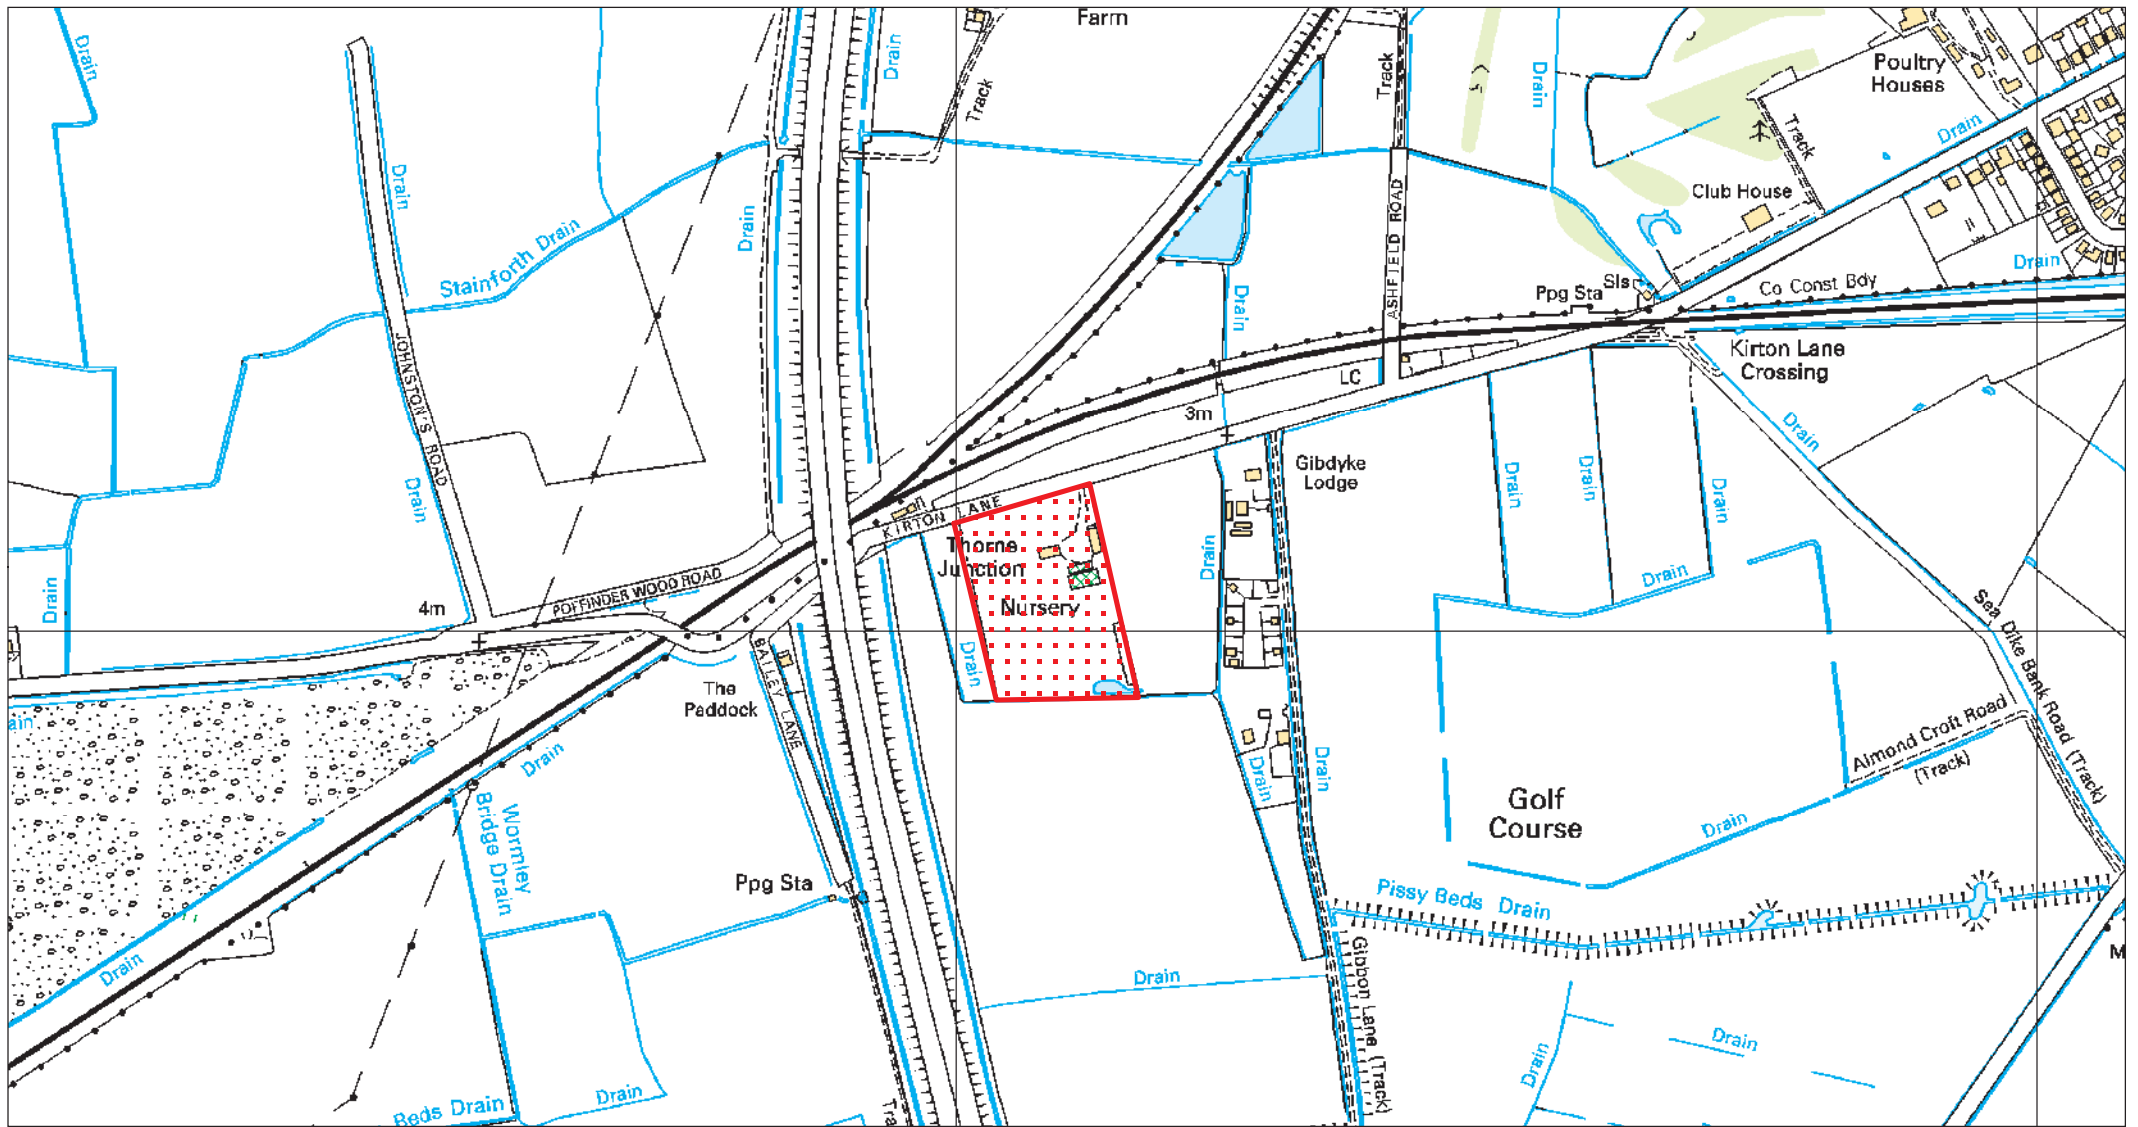 Farm
Drain
Drain
Track
Track
Drain
Poultry
Houses
Track
Drain
Drain
Drain
Club House
ASHFIELD ROAD
Stainforth Drain
Drain
Sls
Ppg Sta
Co Const Bdy
Drain
JOHNSTON'S ROAD
LC
Kirton Lane
Crossing
3m
Drain
Gibdyke
Lodge
Drain
Drain
Drain
Drain
KIRTON LANE
Thorne
Junction
Drain
Drain
POFFINDER WOOD ROAD
Nursery
Drain
4m
Sea Dike Bank Road (Track)
Drain
BAILEY LANE
The
Paddock
Almond Croft Road
(Track)
ain
Drain
Drain
Drain
Golf
Course
Drain
Wormley
Bridge Drain
Ppg Sta
Pissy Beds Drain
Drain
Drain
M
Gibbon Lane (Track)
Drain
Drain
Drain
Beds Drain
Tra